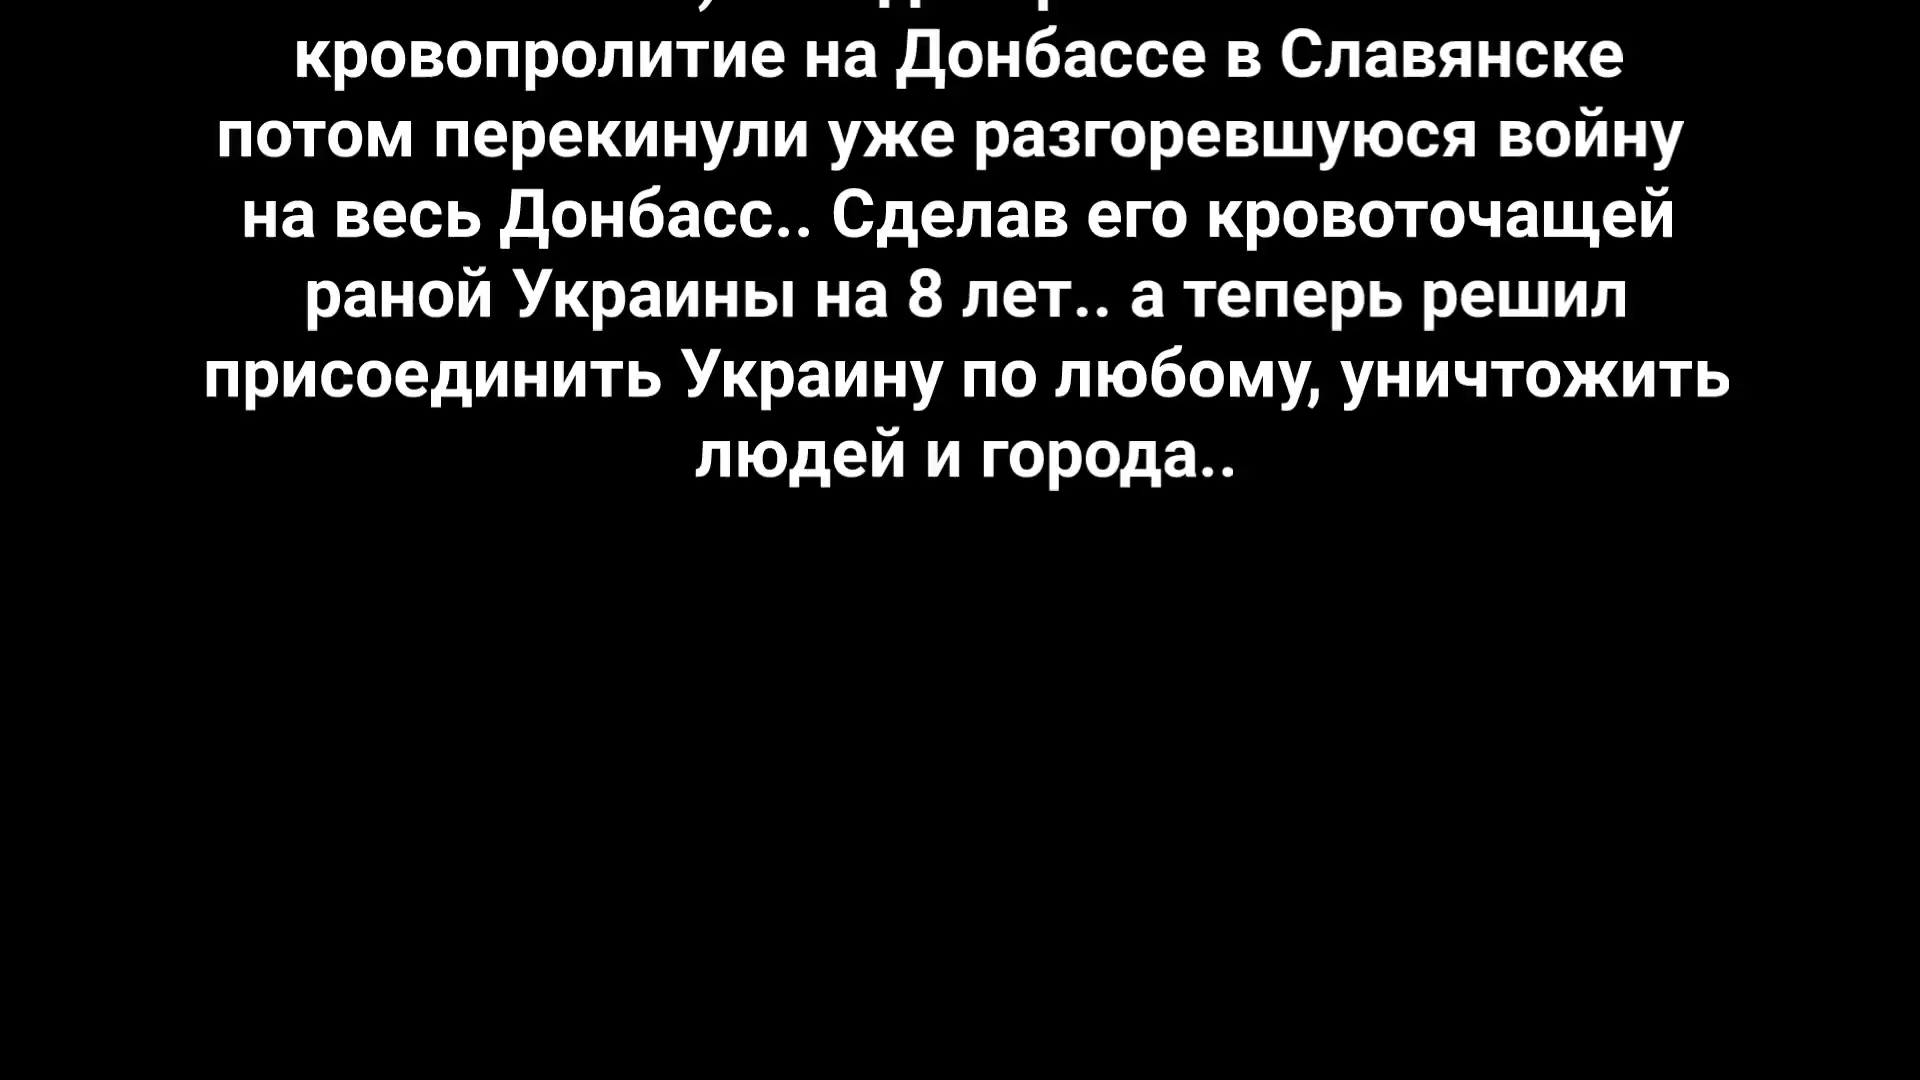 кровопролитие на Донбассе в Славянске
потом перекинули уже разгоревшуюся войну
на весь Донбасс.. Сделав его кровоточащей
раной Украины на 8 лет.. а теперь решил
присоединить Украину по любому, уничтожить
людей и города..